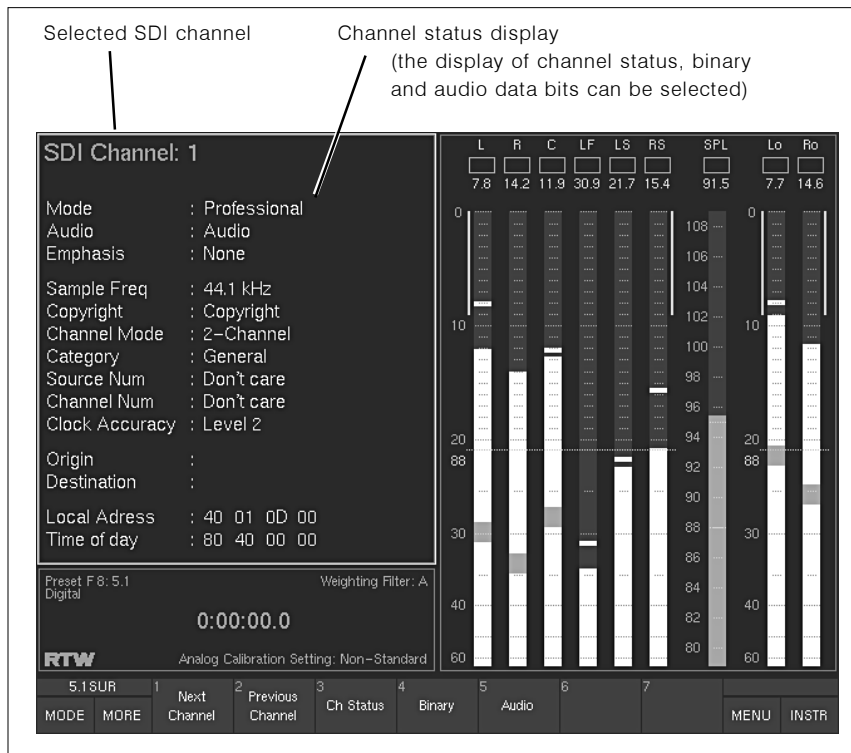 Selected SDI channel
Channel status display
(the display of channel status, binary
and audio data bits can be selected)
SDI Channel: 1
Mode : Professional
Audio : Audio
Emphasis : None
Sample Freq : 44.1 kHz
Copyright : Copyright
Channel Mode : 2-Channel
Category : General
Source Num : Don't care
Channel Num : Don't care
Clock Accuracy : Level 2
Origin :
Destination :
Local Adress : 40 01 0D 00
Time of day : 80 40 00 00
Preset F 8: 5.1 Weighting Filter: A
Digital
0:00:00.0
RTW Analog Calibration Setting: Non-Standard
L R C LF LS RS SPL Lo Ro
7.8 14.2 11.9 30.9 21.7 15.4 91.5 7.7 14.6
0 0
108
106
104
102
10 10
100
98
96
94
20 20
88 88
92
90
88
30 30
86
84
40 40
82
80
60 60
5.1SUR
MODE MORE
1 Next Channel
2 Previous Channel
3 Ch Status
4 Binary
5 Audio
6
7
MENU INSTR